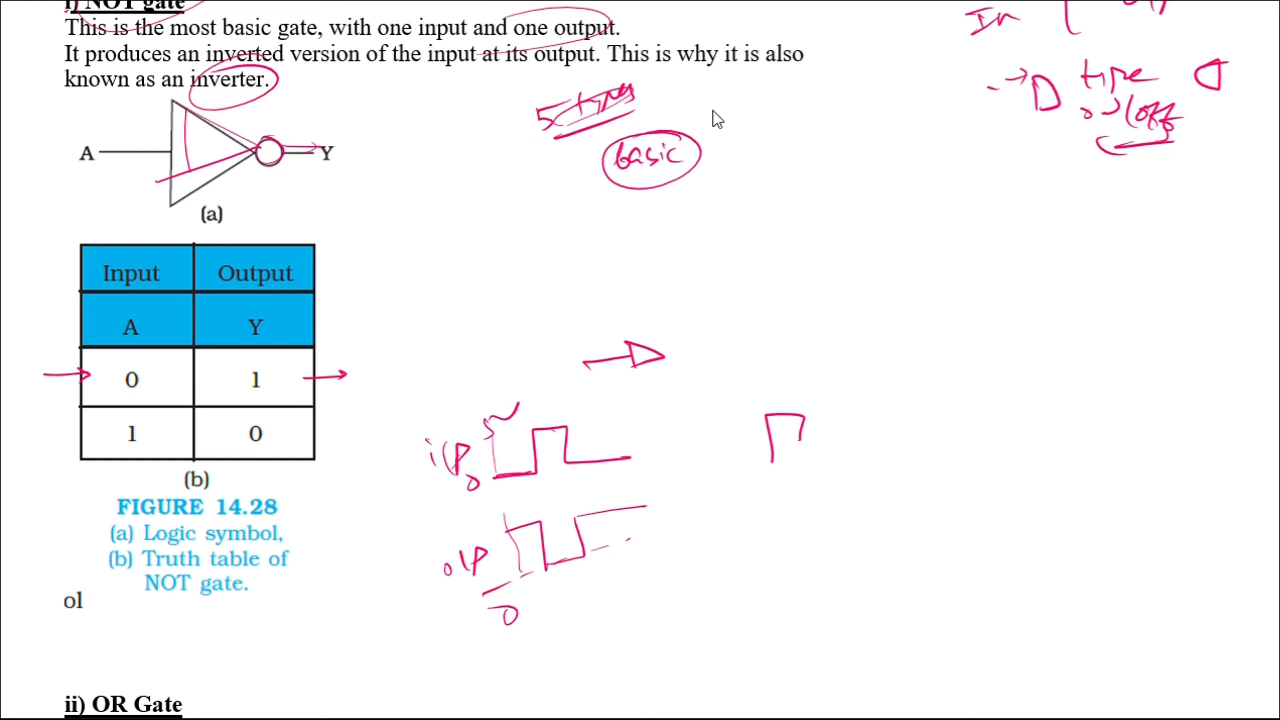 i) NOT gate
This is the most basic gate, with one input and one output.
It produces an inverted version of the input at its output. This is why it is also
known as an inverter.
In
off
type
5 types
basic
A
Y
(a)
Input Output
A Y
0 1
1 0
5
i/p
0
o/p
0
(b)
FIGURE 14.28
(a) Logic symbol,
(b) Truth table of
NOT gate.
ol
ii) OR Gate